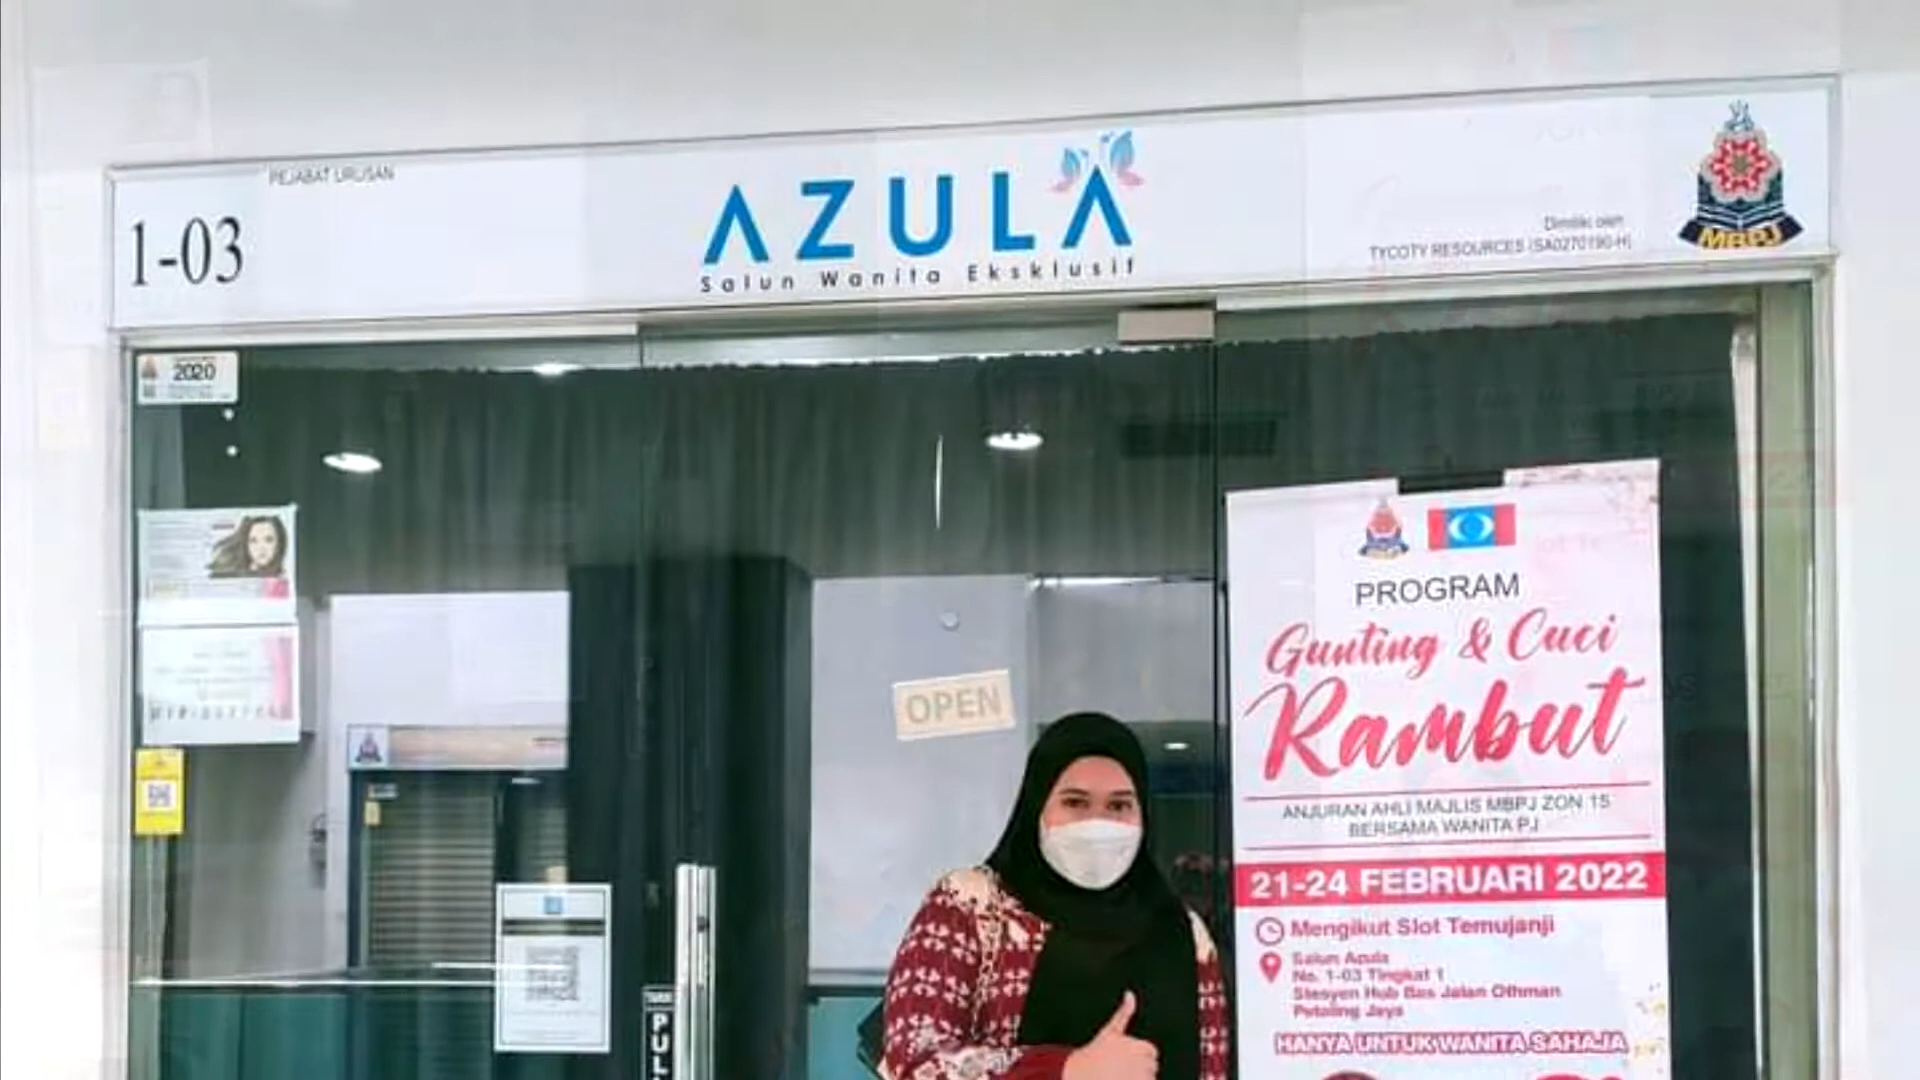 PEJABAT URUSAN
1-03
AZULA
Salun Wanita Eksklusif
Dimiliki oleh
TYCOTY RESOURCES (SA0270190-H)
MBPJ
2020
OPEN
PULL
PROGRAM
Gunting & Cuci
Rambut
ANJURAN AHLI MAJLIS MBPJ ZON 15
BERSAMA WANITA PJ
21-24 FEBRUARI 2022
Mengikut Slot Temujanji
Salun Azula
No. 1-03 Tingkat 1
Stesyen Hub Bas Jalan Othman
Petaling Jaya
HANYA UNTUK WANITA SAHAJA